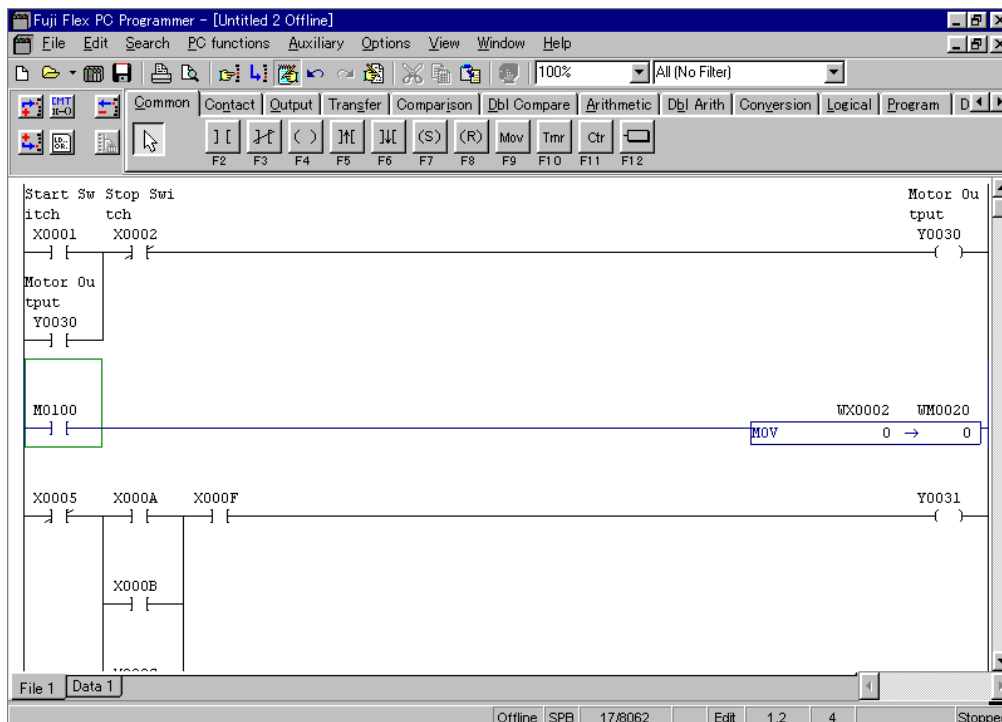 Fuji Flex PC Programmer - [Untitled 2 Offline]
File Edit Search PC functions Auxiliary Options View Window Help
100% All (No Filter)
CMT
Common Contact Output Transfer Comparison Dbl Compare Arithmetic Dbl Arith Conversion Logical Program D
LD..
OR:
(S) (R) Mov Tmr Ctr
F2 F3 F4 F5 F6 F7 F8 F9 F10 F11 F12
Start Sw Stop Swi Motor Ou
itch tch tput
X0001 X0002 Y0030
Motor Ou
tput
Y0030
M0100 WX0002 WM0020
MOV 0 → 0
X0005 X000A X000F Y0031
X000B
File 1 Data 1
Offline SPB 17/8062 Edit 1,2 4 Stoppe